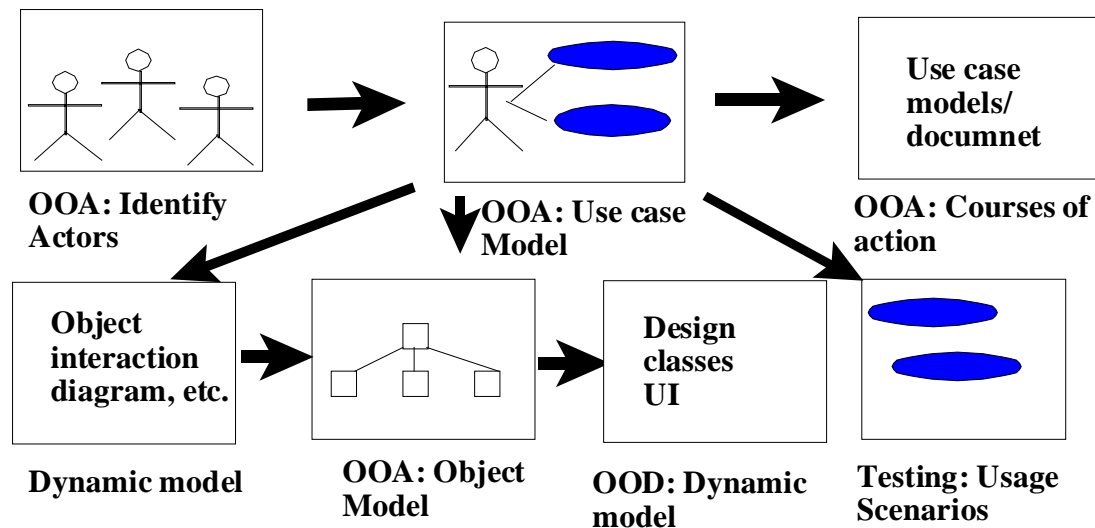 Use case
models/
documnet
OOA: Identify
Actors
OOA: Use case
Model
OOA: Courses of
action
Object
interaction
diagram, etc.
Design
classes
UI
Dynamic model
OOA: Object
Model
OOD: Dynamic
model
Testing: Usage
Scenarios